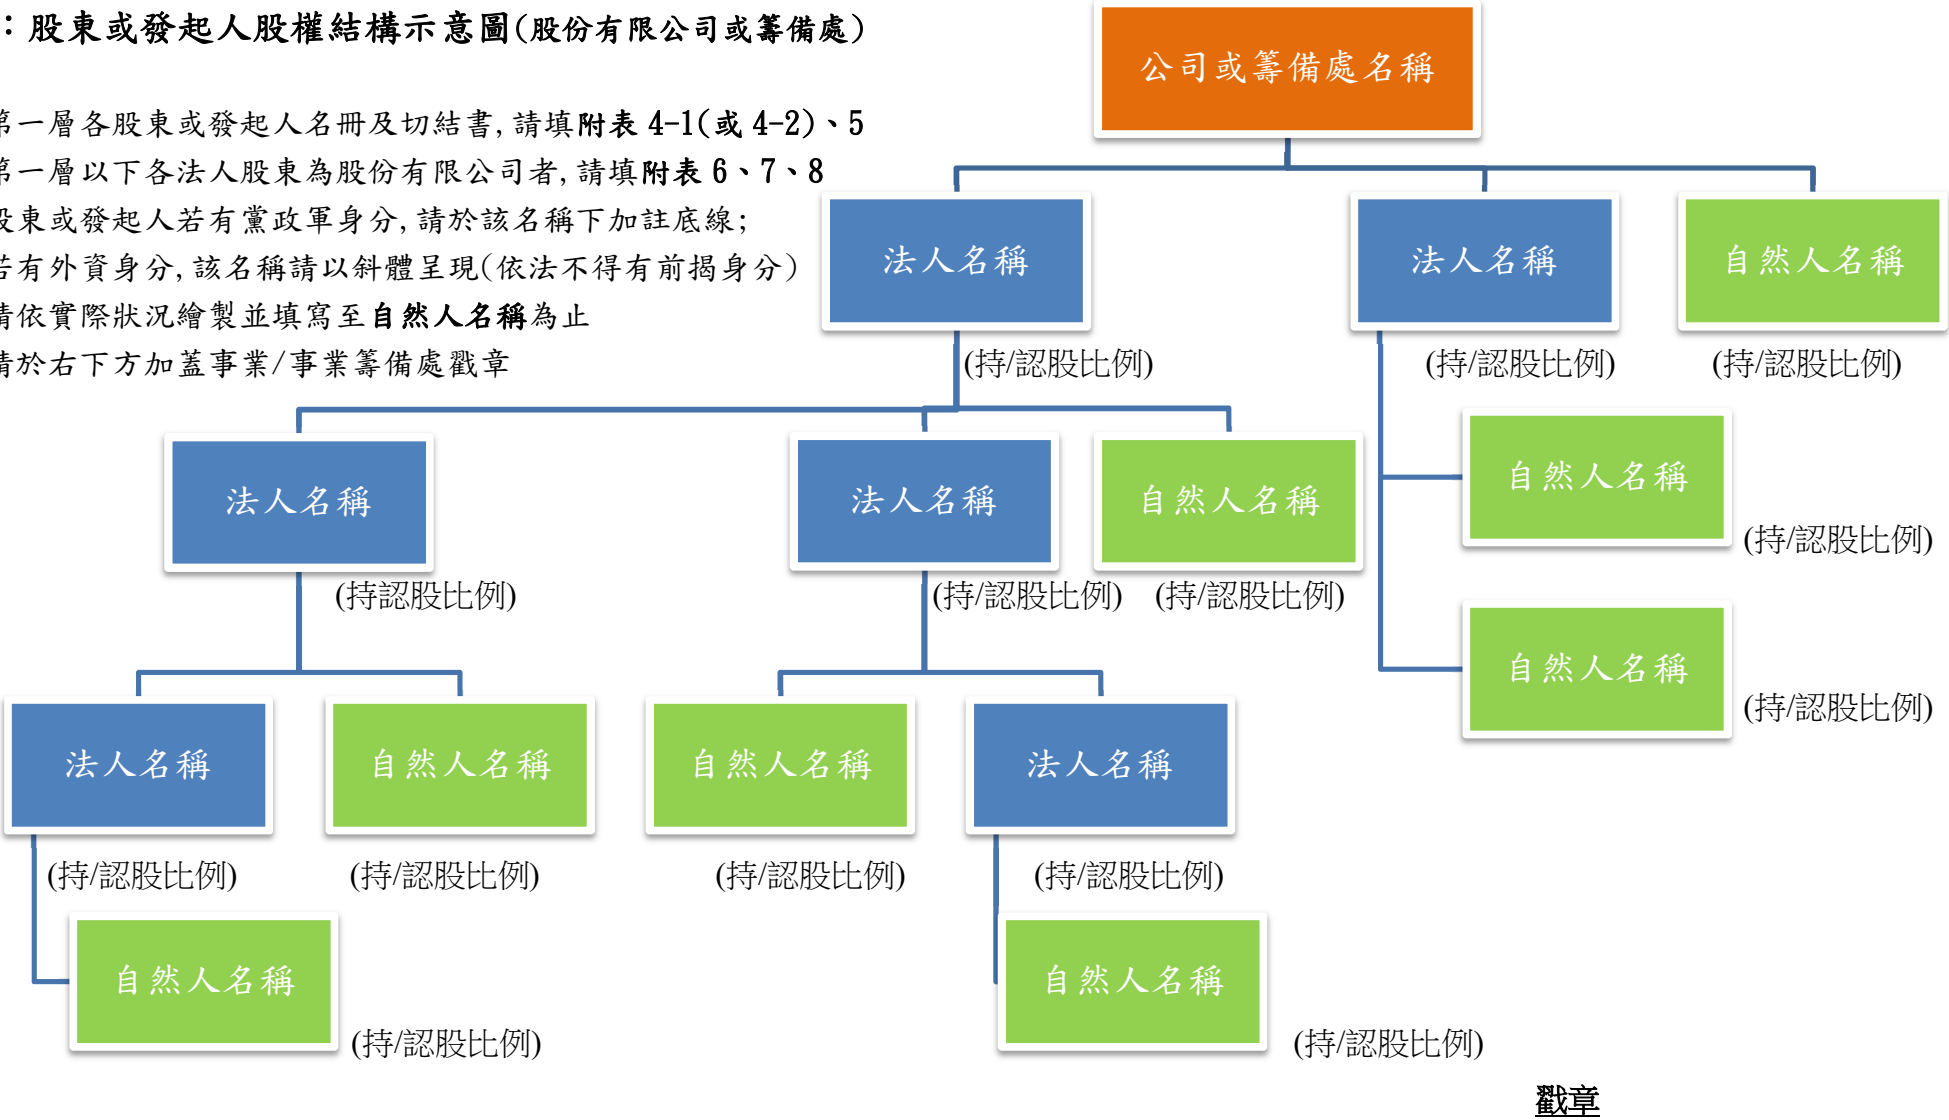 ：股東或發起人股權結構示意圖(股份有限公司或籌備處)
公司或籌備處名稱
第一層各股東或發起人名冊及切結書,請填附表 4-1(或 4-2)、5
第一層以下各法人股東為股份有限公司者,請填附表 6、7、8
股東或發起人若有黨政軍身分,請於該名稱下加註底線;
若有外資身分,該名稱請以斜體呈現(依法不得有前揭身分)
請依實際狀況繪製並填寫至自然人名稱為止
請於右下方加蓋事業/事業籌備處戳章
法人名稱
法人名稱
自然人名稱
(持/認股比例)
(持/認股比例)
(持/認股比例)
法人名稱
法人名稱
自然人名稱
自然人名稱
(持/認股比例)
(持認股比例)
(持/認股比例)
(持/認股比例)
自然人名稱
(持/認股比例)
法人名稱
自然人名稱
自然人名稱
法人名稱
(持/認股比例)
(持/認股比例)
(持/認股比例)
(持/認股比例)
自然人名稱
自然人名稱
(持/認股比例)
(持/認股比例)
戳章